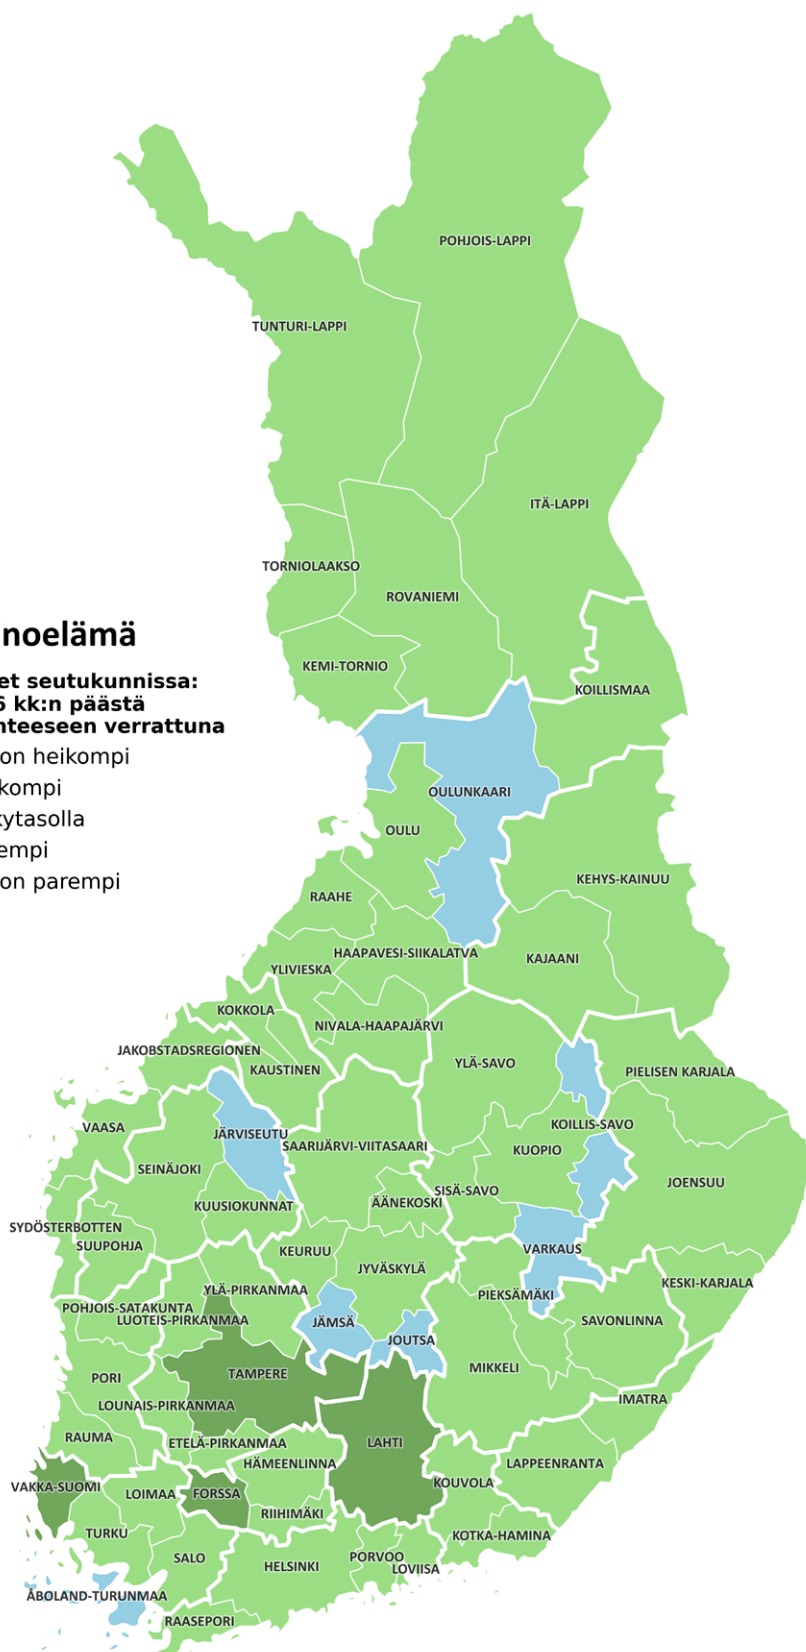 POHJOIS-LAPPI
TUNTURI-LAPPI
ITÄ-LAPPI
TORNIOLAAKSO
ROVANIEMI
noelämä
KEMI-TORNIO
et seutukunnissa:
6 kk:n päästä
nteeseen verrattuna
KOILLISMAA
on heikompi
kompi
kytasolla
empi
on parempi
OULUNKAARI
OULU
KEHYS-KAINUU
RAAHE
HAAPAVESI-SIIKALATVA
KAJAANI
YLIVIESKA
KOKKOLA
NIVALA-HAAPAJÄRVI
JAKOBSTADSREGIONEN
YLÄ-SAVO
KAUSTINEN
PIELISEN KARJALA
VAASA
KOILLIS-SAVO
JÄRVISEUTU
SAARIJÄRVI-VIITASAARI
KUOPIO
SEINÄJOKI
JOENSUU
SISÄ-SAVO
ÄÄNEKOSKI
KUUSIOKUNNAT
SYDÖSTERBOTTEN
SUUPOHJA
KEURUU
VARKAUS
JYVÄSKYLÄ
KESKI-KARJALA
YLÄ-PIRKANMAA
PIEKSÄMÄKI
POHJOIS-SATAKUNTA
LUOTEIS-PIRKANMAA
JÄMSÄ
SAVONLINNA
JOUTSA
MIKKELI
TAMPERE
PORI
IMATRA
LOUNAIS-PIRKANMAA
RAUMA
ETELÄ-PIRKANMAA
LAHTI
HÄMEENLINNA
LAPPEENRANTA
KOUVOLA
VAKKA-SUOMI
LOIMAA
FORSSA
RIIHIMÄKI
TURKU
KOTKA-HAMINA
SALO
PORVOO
HELSINKI
LOVIISA
ÅBOLAND-TURUNMAA
RAASEPORI